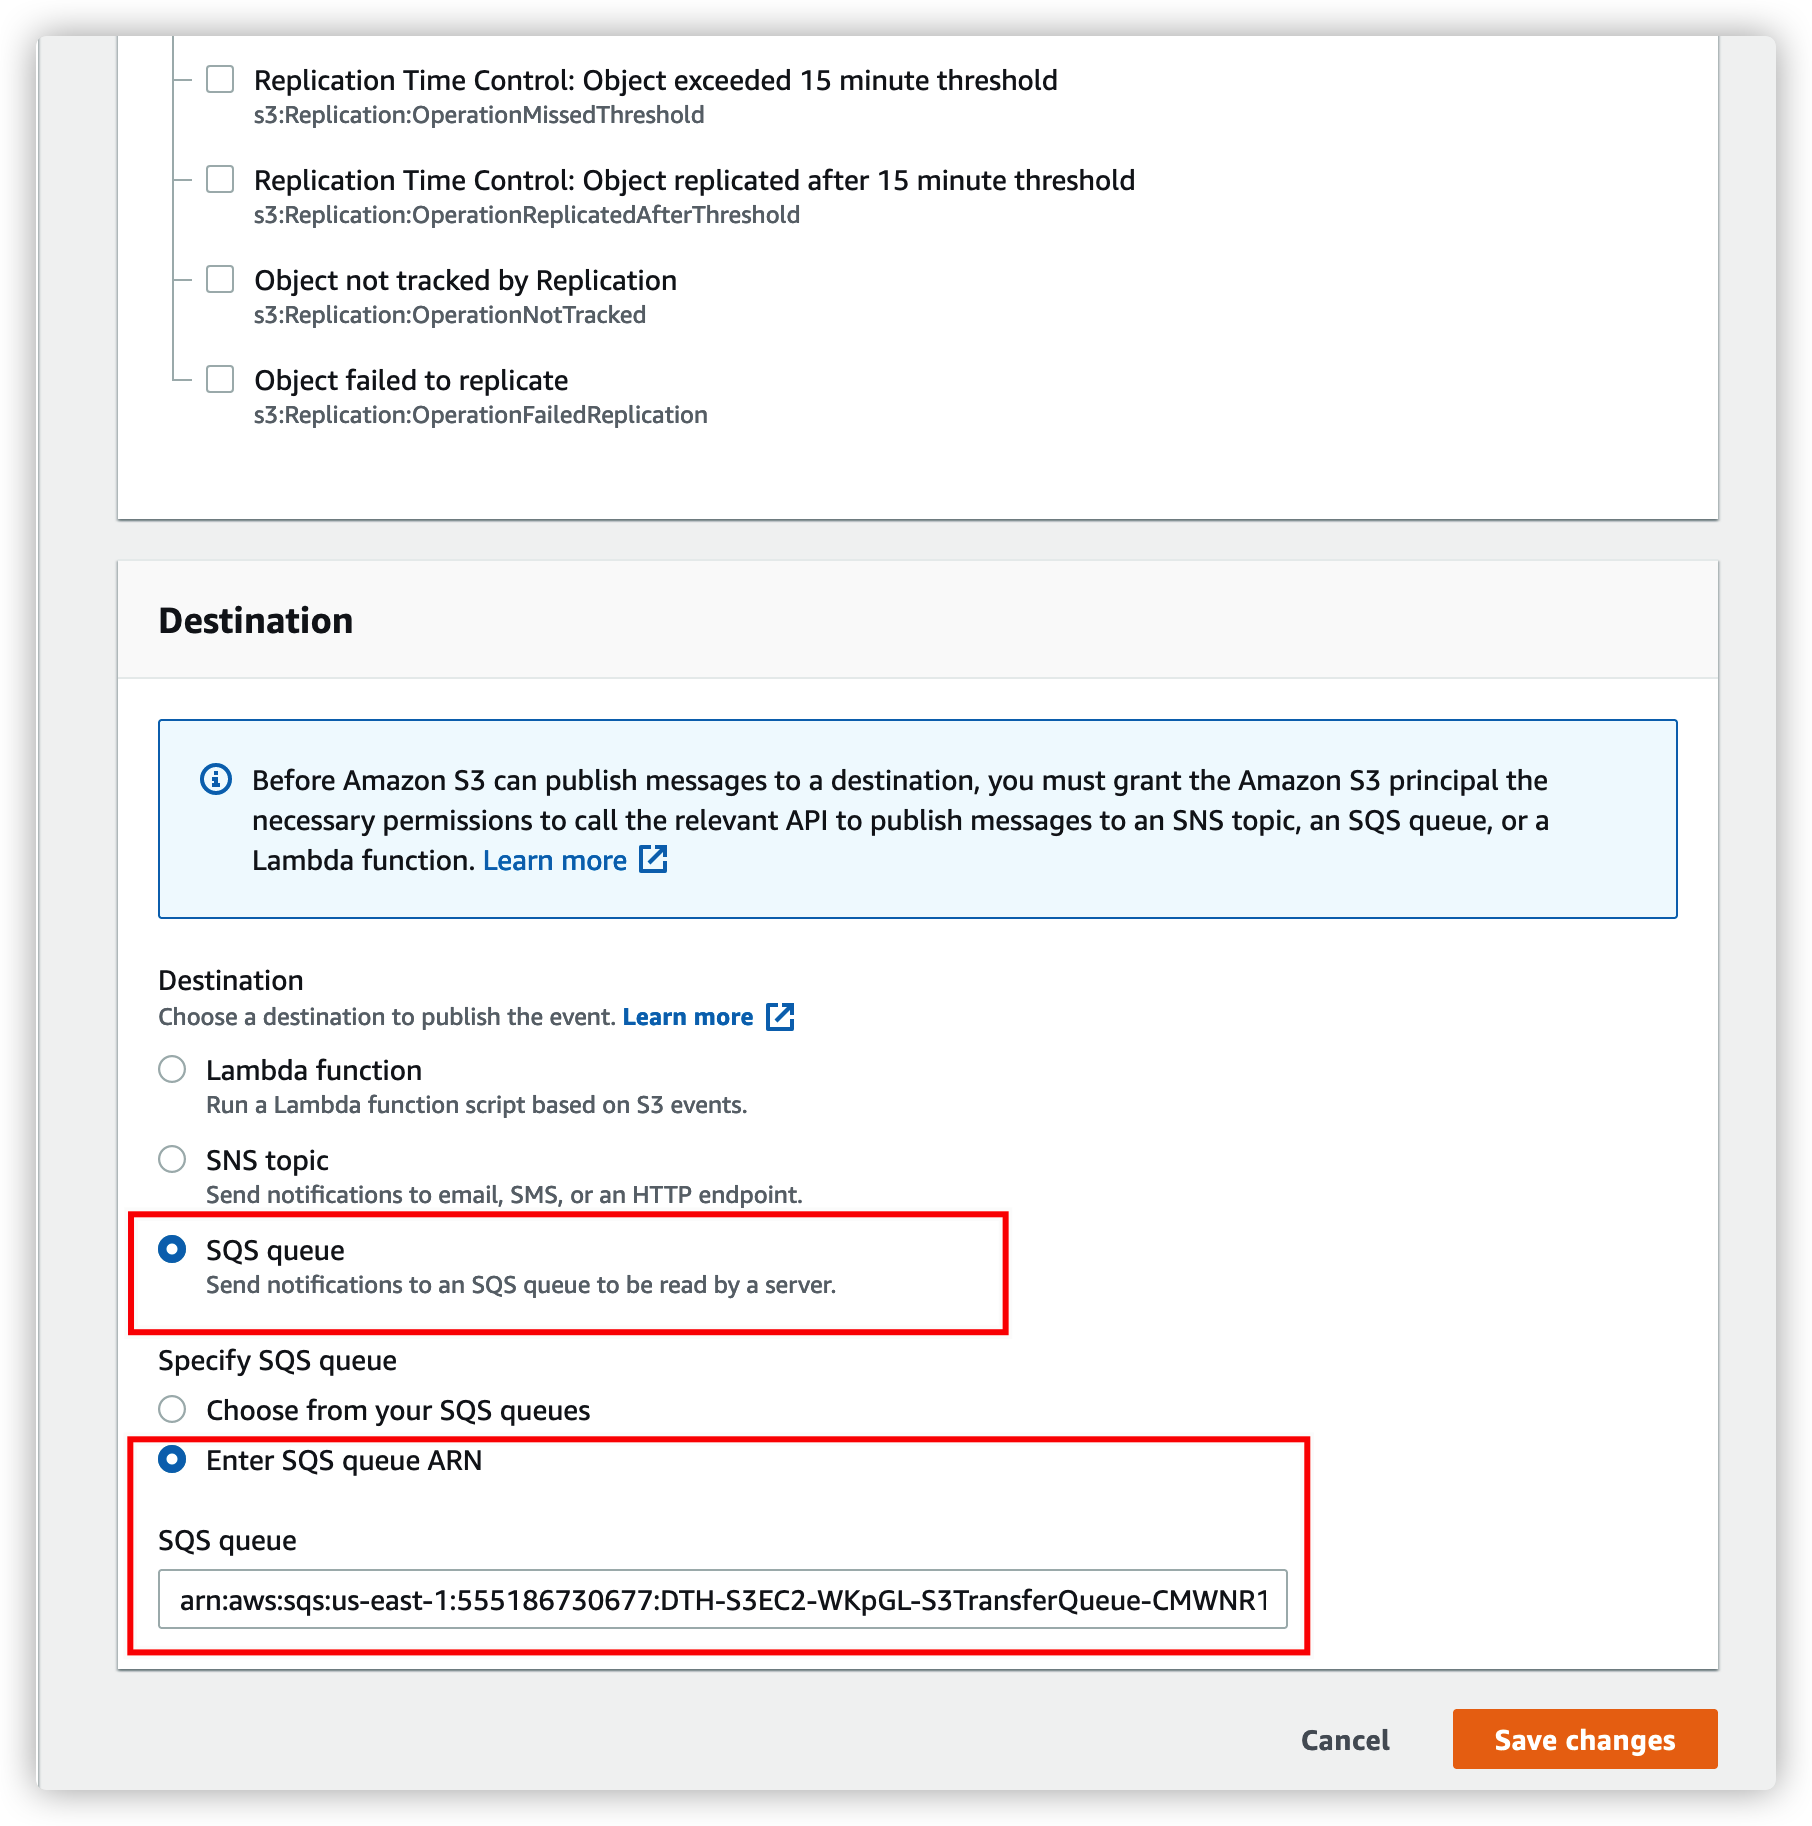 Replication Time Control: Object exceeded 15 minute threshold
s3:Replication:OperationMissedThreshold
Replication Time Control: Object replicated after 15 minute threshold
s3:Replication:OperationReplicatedAfterThreshold
Object not tracked by Replication
s3:Replication:OperationNotTracked
Object failed to replicate
s3:Replication:OperationFailedReplication
Destination
Before Amazon S3 can publish messages to a destination, you must grant the Amazon S3 principal the
necessary permissions to call the relevant API to publish messages to an SNS topic, an SQS queue, or a
Lambda function. Learn more
Destination
Choose a destination to publish the event. Learn more
Lambda function
Run a Lambda function script based on S3 events.
SNS topic
Send notifications to email, SMS, or an HTTP endpoint.
SQS queue
Send notifications to an SQS queue to be read by a server.
Specify SQS queue
Choose from your SQS queues
Enter SQS queue ARN
SQS queue
arn:aws:sqs:us-east-1:555186730677:DTH-S3EC2-WKpGL-S3TransferQueue-CMWNR1
Cancel
Save changes